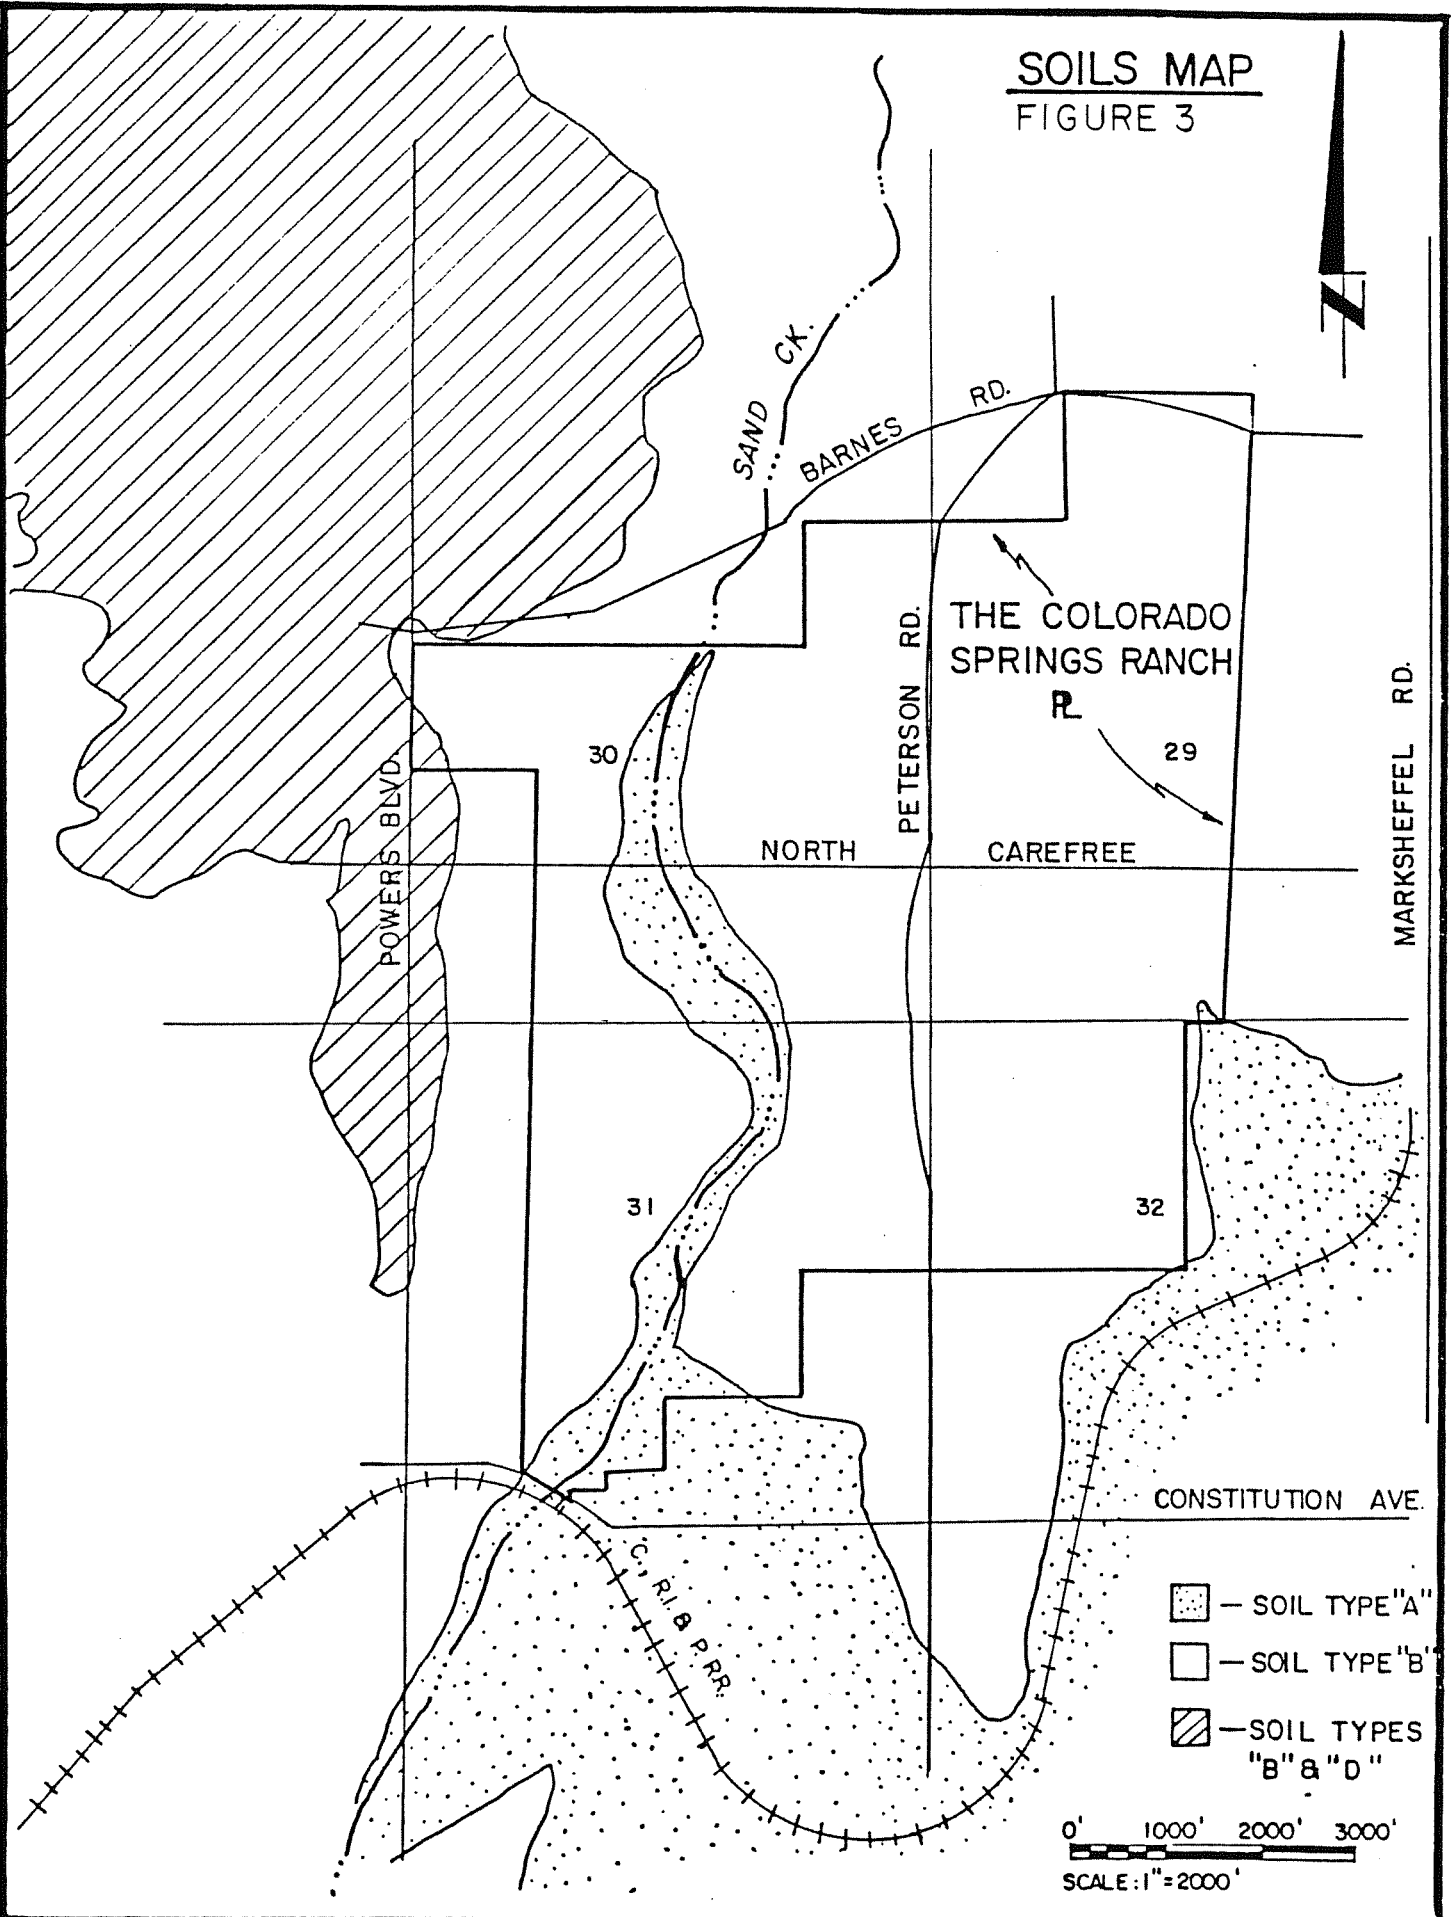 SOILS MAP
FIGURE 3
N
SAND CK.
BARNES RD.
THE COLORADO
SPRINGS RANCH
PL
PETERSON RD.
30
29
POWERS BLVD.
MARKSHEFFEL RD.
NORTH CAREFREE
31
32
CONSTITUTION AVE.
C., R.I. & P. RR.
— SOIL TYPE "A"
— SOIL TYPE "B"
— SOIL TYPES
"B" & "D"
0' 1000' 2000' 3000'
SCALE: 1" = 2000'